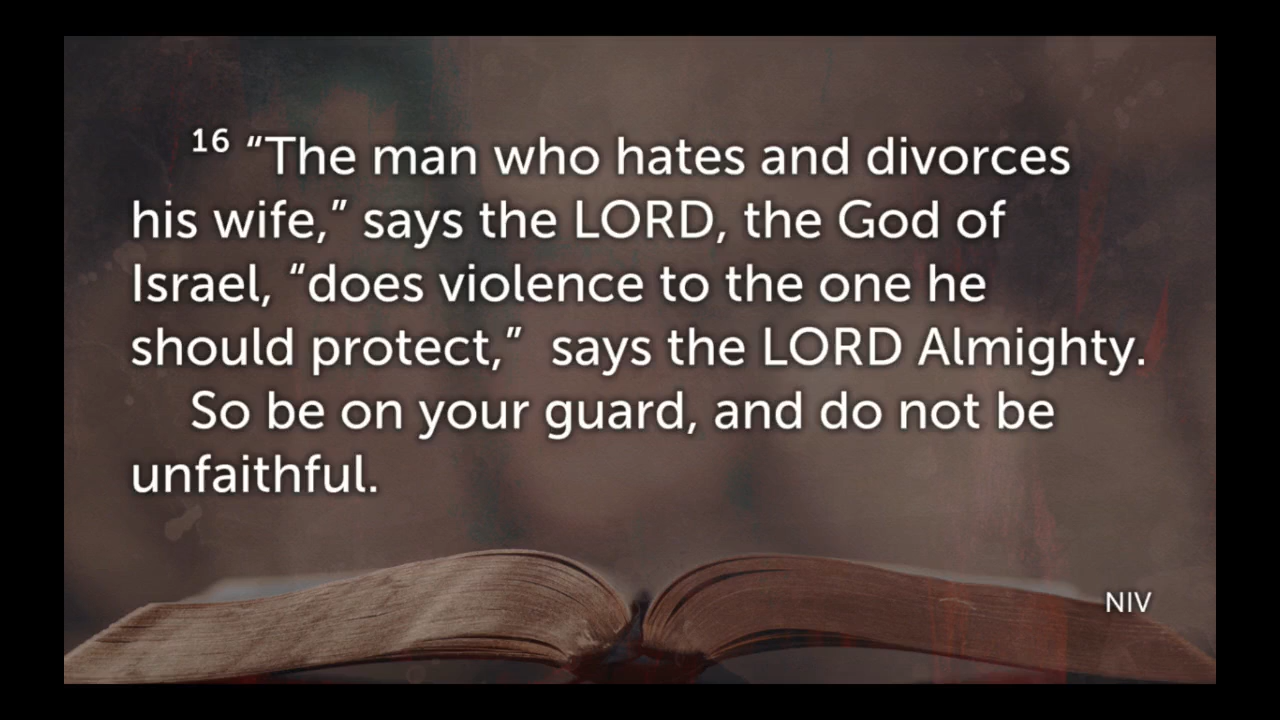 16 “The man who hates and divorces
his wife,” says the LORD, the God of
Israel, “does violence to the one he
should protect,”  says the LORD Almighty.
So be on your guard, and do not be
unfaithful.
NIV